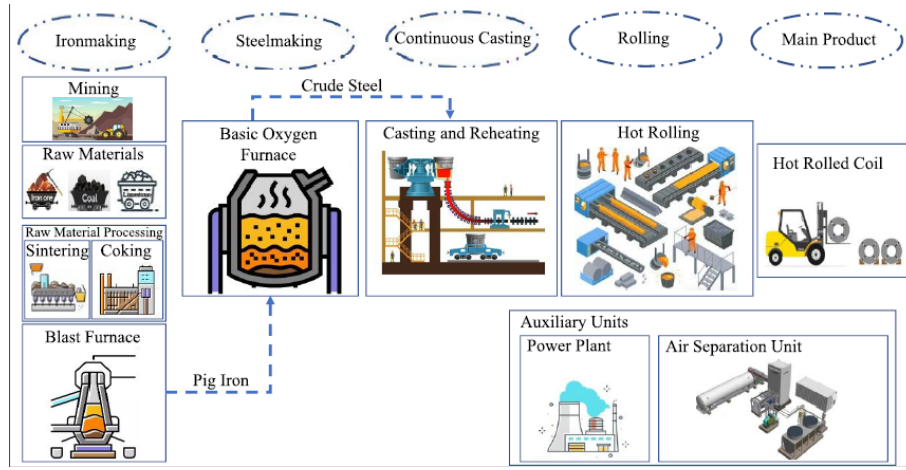 Ironmaking
Steelmaking
Continuous Casting
Rolling
Main Product
Mining
Raw Materials
Iron ore
Coal
Limestone
Raw Material Processing
Sintering
Coking
Blast Furnace
Pig Iron
Basic Oxygen
Furnace
Crude Steel
Casting and Reheating
Hot Rolling
Hot Rolled Coil
Auxiliary Units
Power Plant
Air Separation Unit